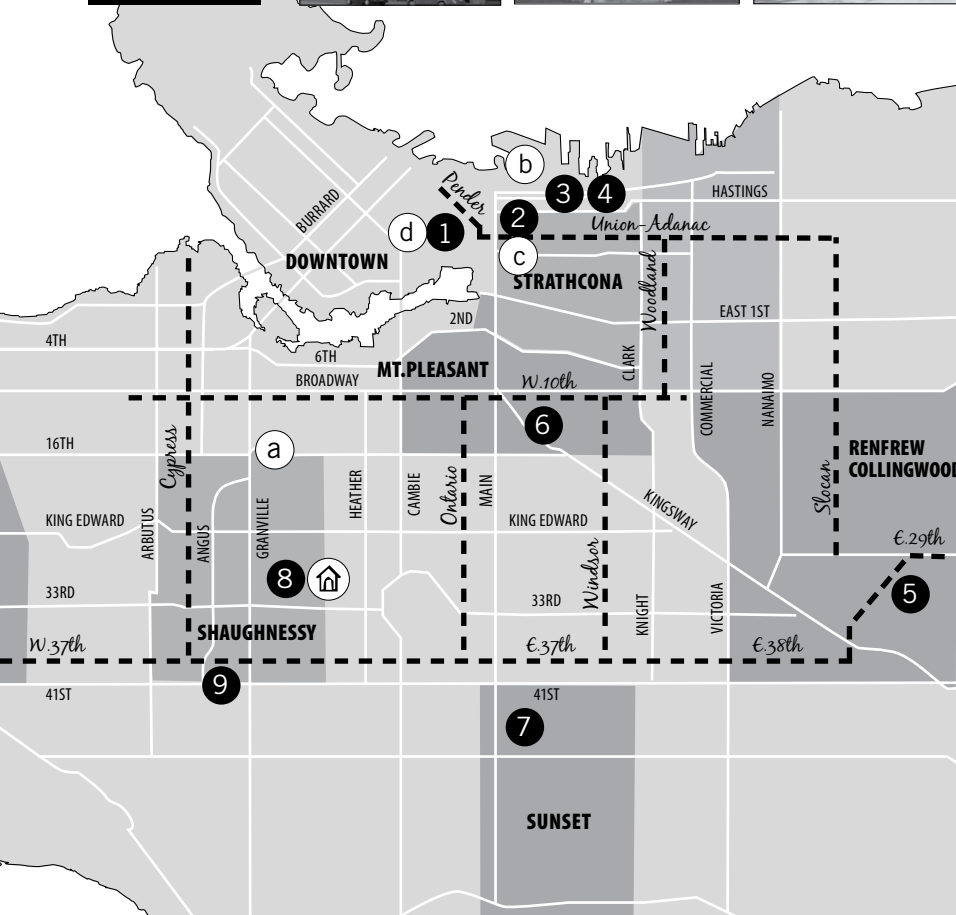 b
Pender
3
4
HASTINGS
BURRARD
2
Union-Adanac
d
1
c
DOWNTOWN
STRATHCONA
Woodland
2ND
EAST 1ST
4TH
6TH
BROADWAY
MT.PLEASANT
CLARK
W.10th
COMMERCIAL
NANAIMO
6
16TH
a
Cypress
RENFREW
COLLINGWOOD
HEATHER
CAMBIE
Ontario
MAIN
Slocan
KING EDWARD
ARBUTUS
ANGUS
GRANVILLE
KING EDWARD
KINGSWAY
E.29th
8
Windsor
5
33RD
33RD
KNIGHT
VICTORIA
SHAUGHNESSY
W.37th
E.37th
E.38th
9
41ST
41ST
7
SUNSET